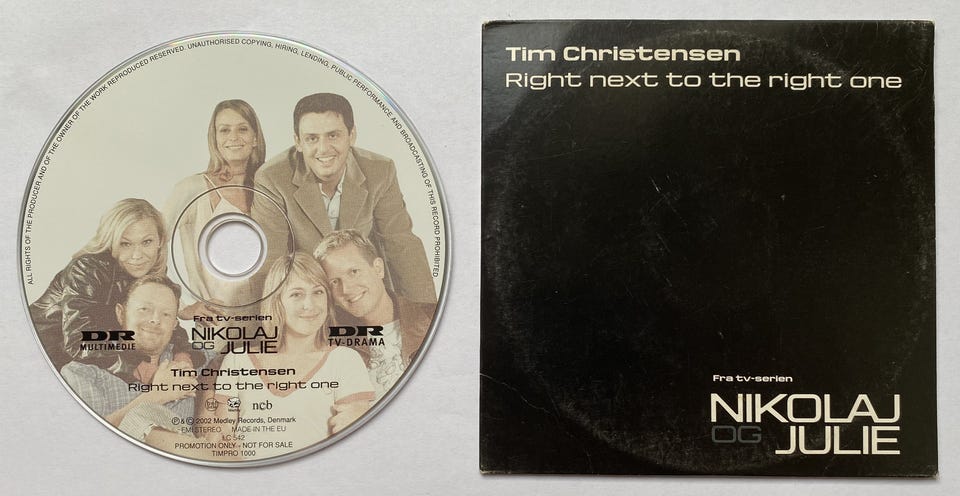 ALL RIGHTS OF THE PRODUCER AND OF THE OWNER OF THE WORK REPRODUCED RESERVED. UNAUTHORISED COPYING, HIRING, LENDING, PUBLIC PERFORMANCE AND BROADCASTING OF THIS RECORD PROHIBITED
Fra tv-serien
NIKOLAJ
OG JULIE
DR
MULTIMEDIE
DR
TV-DRAMA
Tim Christensen
Right next to the right one
ncb
℗ & © 2002 Medley Records, Denmark
EMI STEREO MADE IN THE EU
LC 542
PROMOTION ONLY - NOT FOR SALE
TIMPRO 1000
Tim Christensen
Right next to the right one
Fra tv-serien
NIKOLAJ
OG JULIE